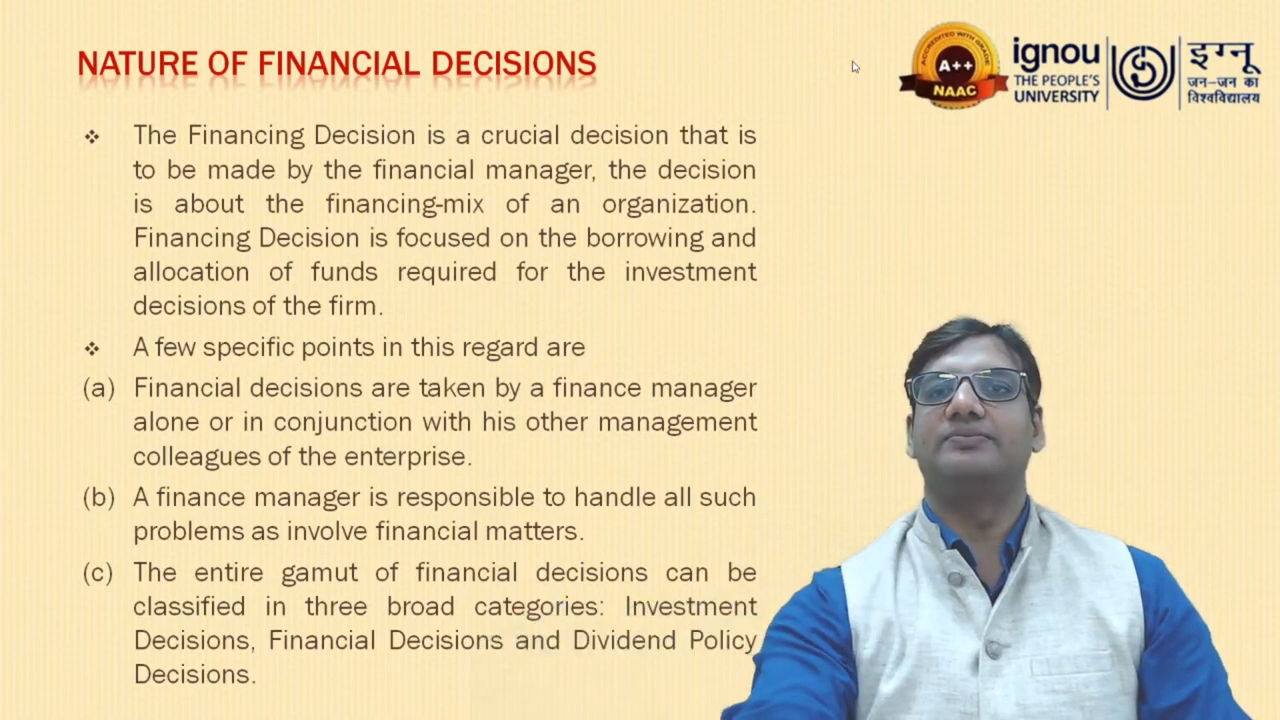 NATURE OF FINANCIAL DECISIONS
❖ The Financing Decision is a crucial decision that is
to be made by the financial manager, the decision
is about the financing-mix of an organization.
Financing Decision is focused on the borrowing and
allocation of funds required for the investment
decisions of the firm.
❖ A few specific points in this regard are
(a) Financial decisions are taken by a finance manager
alone or in conjunction with his other management
colleagues of the enterprise.
(b) A finance manager is responsible to handle all such
problems as involve financial matters.
(c) The entire gamut of financial decisions can be
classified in three broad categories: Investment
Decisions, Financial Decisions and Dividend Policy
Decisions.
ACCREDITED WITH GRADE
A++
NAAC
ignou
THE PEOPLE'S
UNIVERSITY
इग्नू
जन-जन का
विश्वविद्यालय